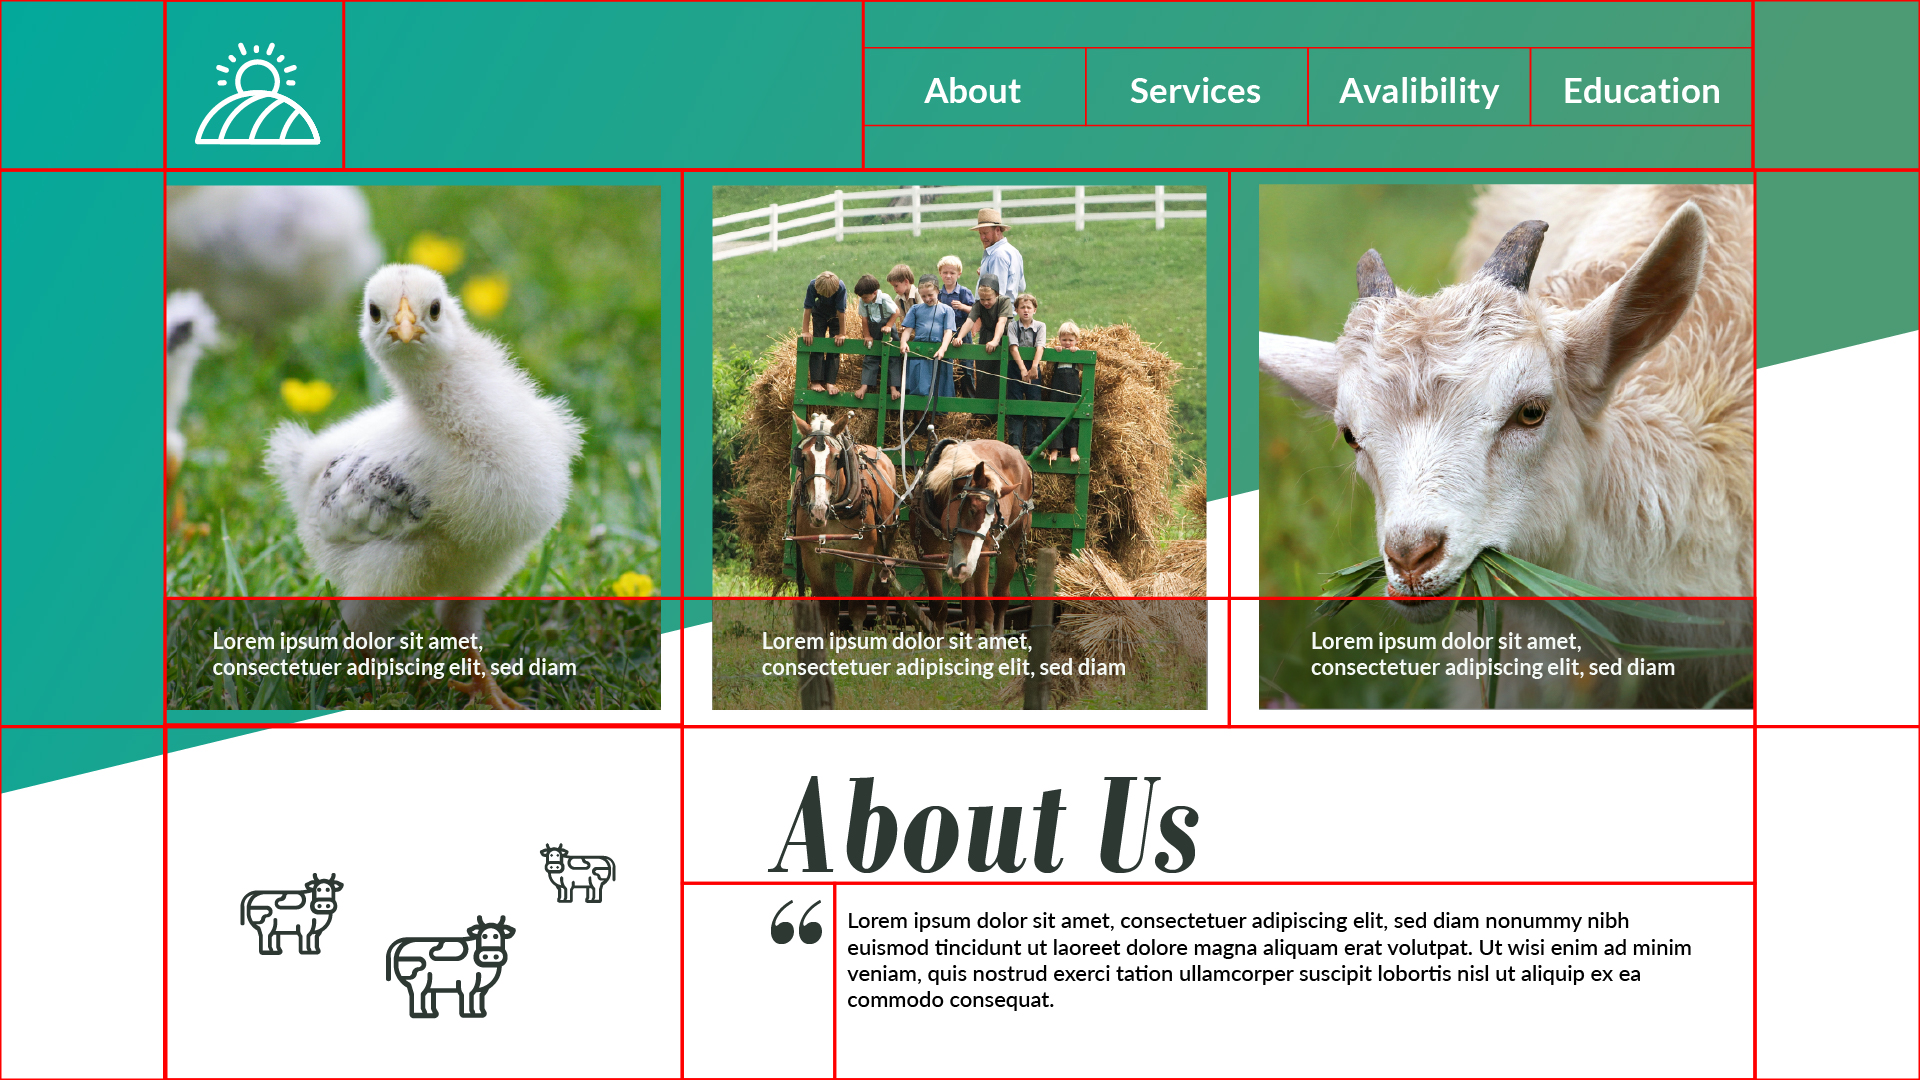 About
Services
Avalibility
Education
Lorem ipsum dolor sit amet,
consectetuer adipiscing elit, sed diam
Lorem ipsum dolor sit amet,
consectetuer adipiscing elit, sed diam
Lorem ipsum dolor sit amet,
consectetuer adipiscing elit, sed diam
About Us
“
Lorem ipsum dolor sit amet, consectetuer adipiscing elit, sed diam nonummy nibh
euismod tincidunt ut laoreet dolore magna aliquam erat volutpat. Ut wisi enim ad minim
veniam, quis nostrud exerci tation ullamcorper suscipit lobortis nisl ut aliquip ex ea
commodo consequat.